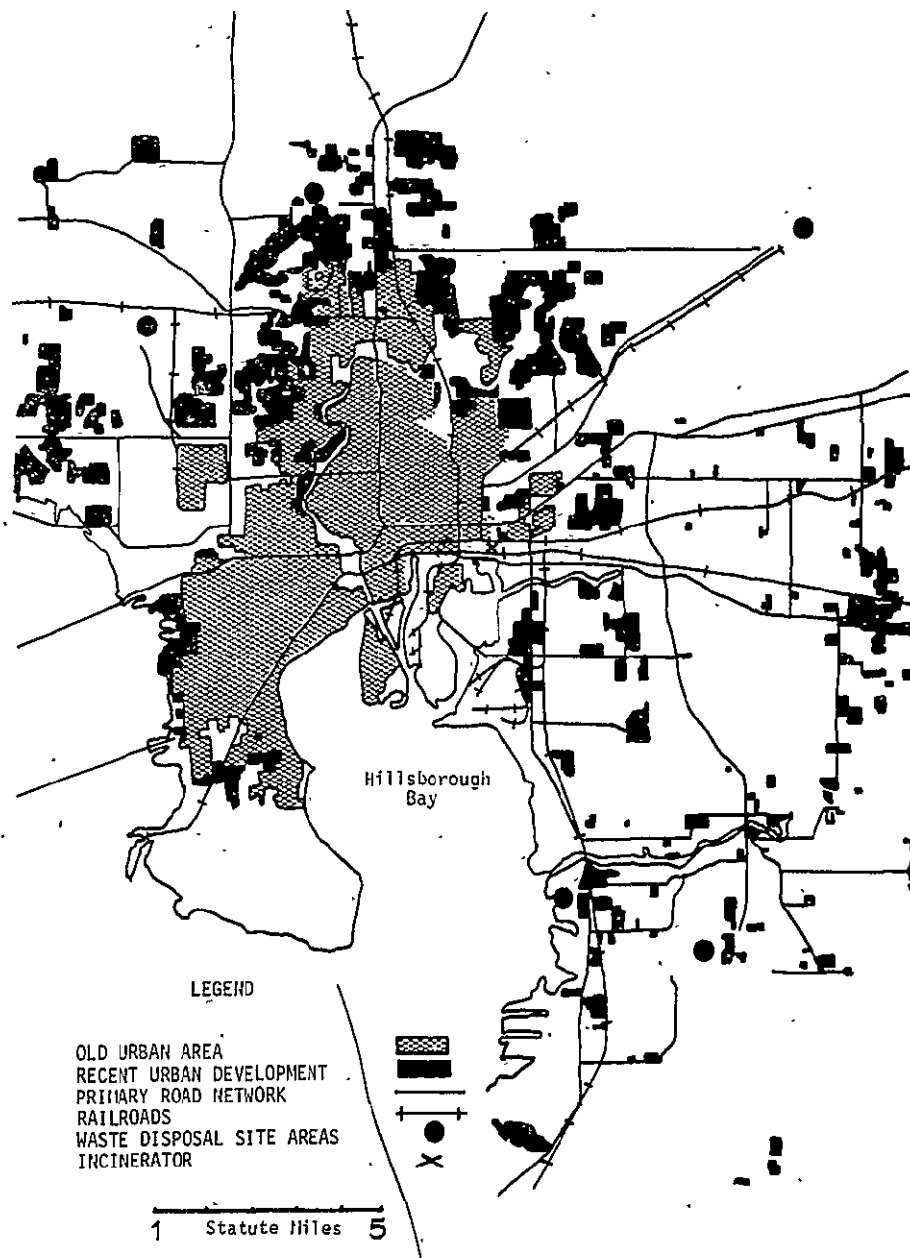 Hillsborough
Bay
LEGEND
OLD URBAN AREA
RECENT URBAN DEVELOPMENT
PRIMARY ROAD NETWORK
RAILROADS
WASTE DISPOSAL SITE AREAS
INCINERATOR
1 Statute Miles 5